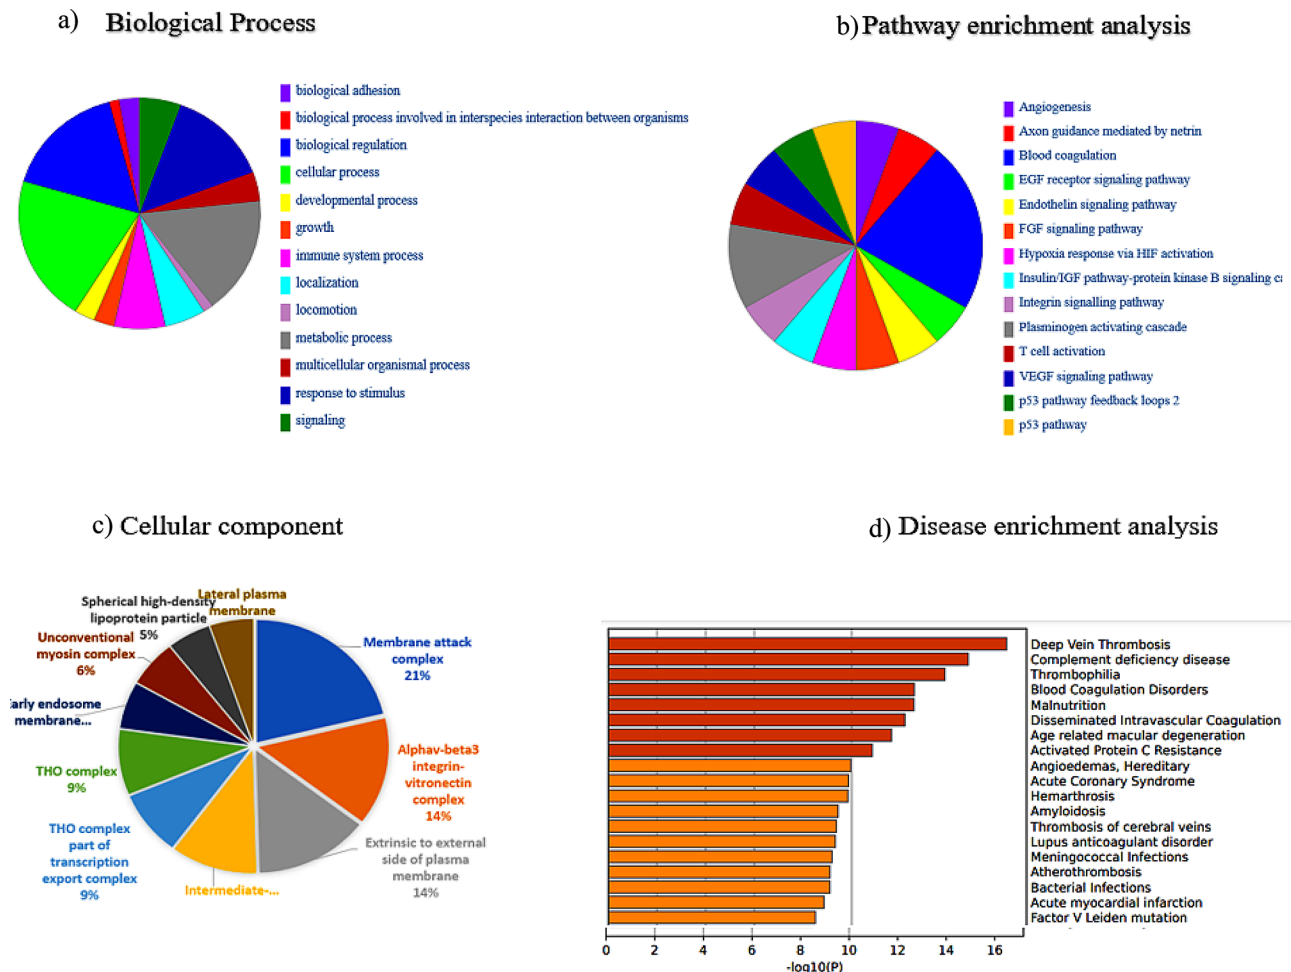 a) Biological Process
biological adhesion
biological process involved in interspecies interaction between organisms
biological regulation
cellular process
developmental process
growth
immune system process
localization
locomotion
metabolic process
multicellular organismal process
response to stimulus
signaling
b) Pathway enrichment analysis
Angiogenesis
Axon guidance mediated by netrin
Blood coagulation
EGF receptor signaling pathway
Endothelin signaling pathway
FGF signaling pathway
Hypoxia response via HIF activation
Insulin/IGF pathway-protein kinase B signaling ca
Integrin signalling pathway
Plasminogen activating cascade
T cell activation
VEGF signaling pathway
p53 pathway feedback loops 2
p53 pathway
c) Cellular component
Lateral plasma
membrane
Spherical high-density
lipoprotein particle
5%
Unconventional
myosin complex
6%
arly endosome
membrane...
THO complex
9%
THO complex
part of
transcription
export complex
9%
Intermediate-...
Extrinsic to external
side of plasma
membrane
14%
Alphav-beta3
integrin-
vitronectin
complex
14%
Membrane attack
complex
21%
d) Disease enrichment analysis
Deep Vein Thrombosis
Complement deficiency disease
Thrombophilia
Blood Coagulation Disorders
Malnutrition
Disseminated Intravascular Coagulation
Age related macular degeneration
Activated Protein C Resistance
Angioedemas, Hereditary
Acute Coronary Syndrome
Hemarthrosis
Amyloidosis
Thrombosis of cerebral veins
Lupus anticoagulant disorder
Meningococcal Infections
Atherothrombosis
Bacterial Infections
Acute myocardial infarction
Factor V Leiden mutation
0 2 4 6 8 10 12 14 16
-log10(P)